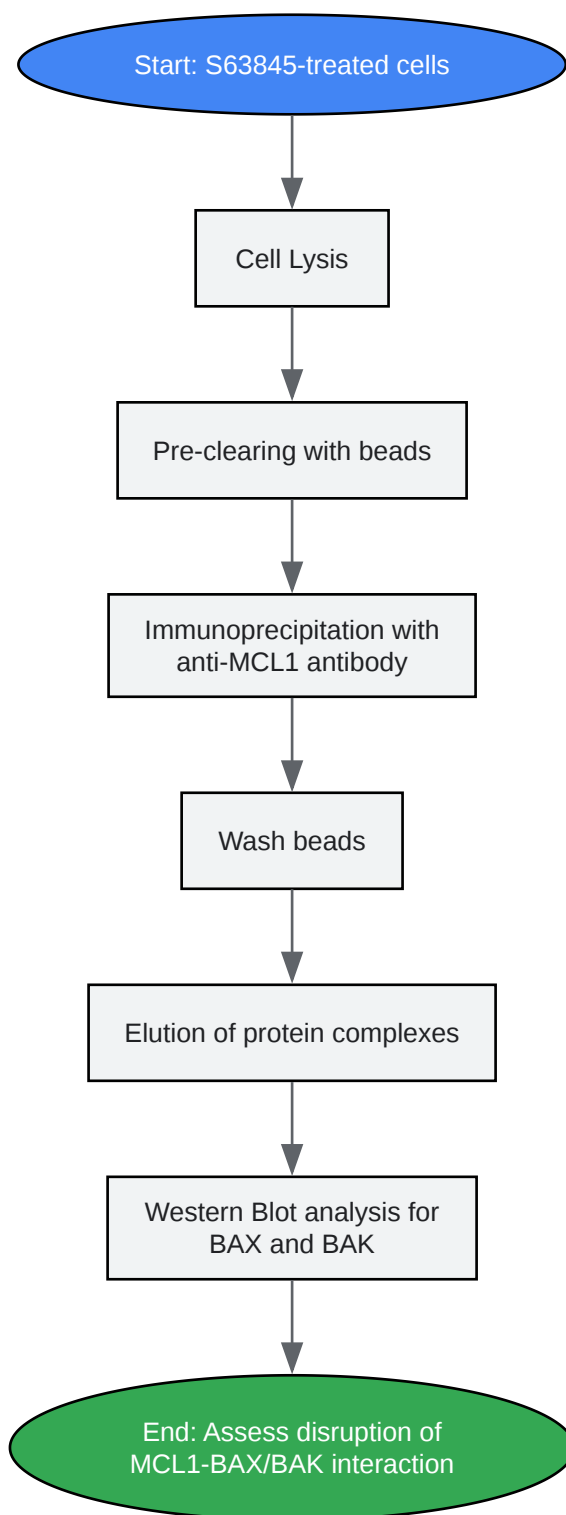 Start: S63845-treated cells
Cell Lysis
Pre-clearing with beads
Immunoprecipitation with
anti-MCL1 antibody
Wash beads
Elution of protein complexes
Western Blot analysis for
BAX and BAK
End: Assess disruption of
MCL1-BAX/BAK interaction